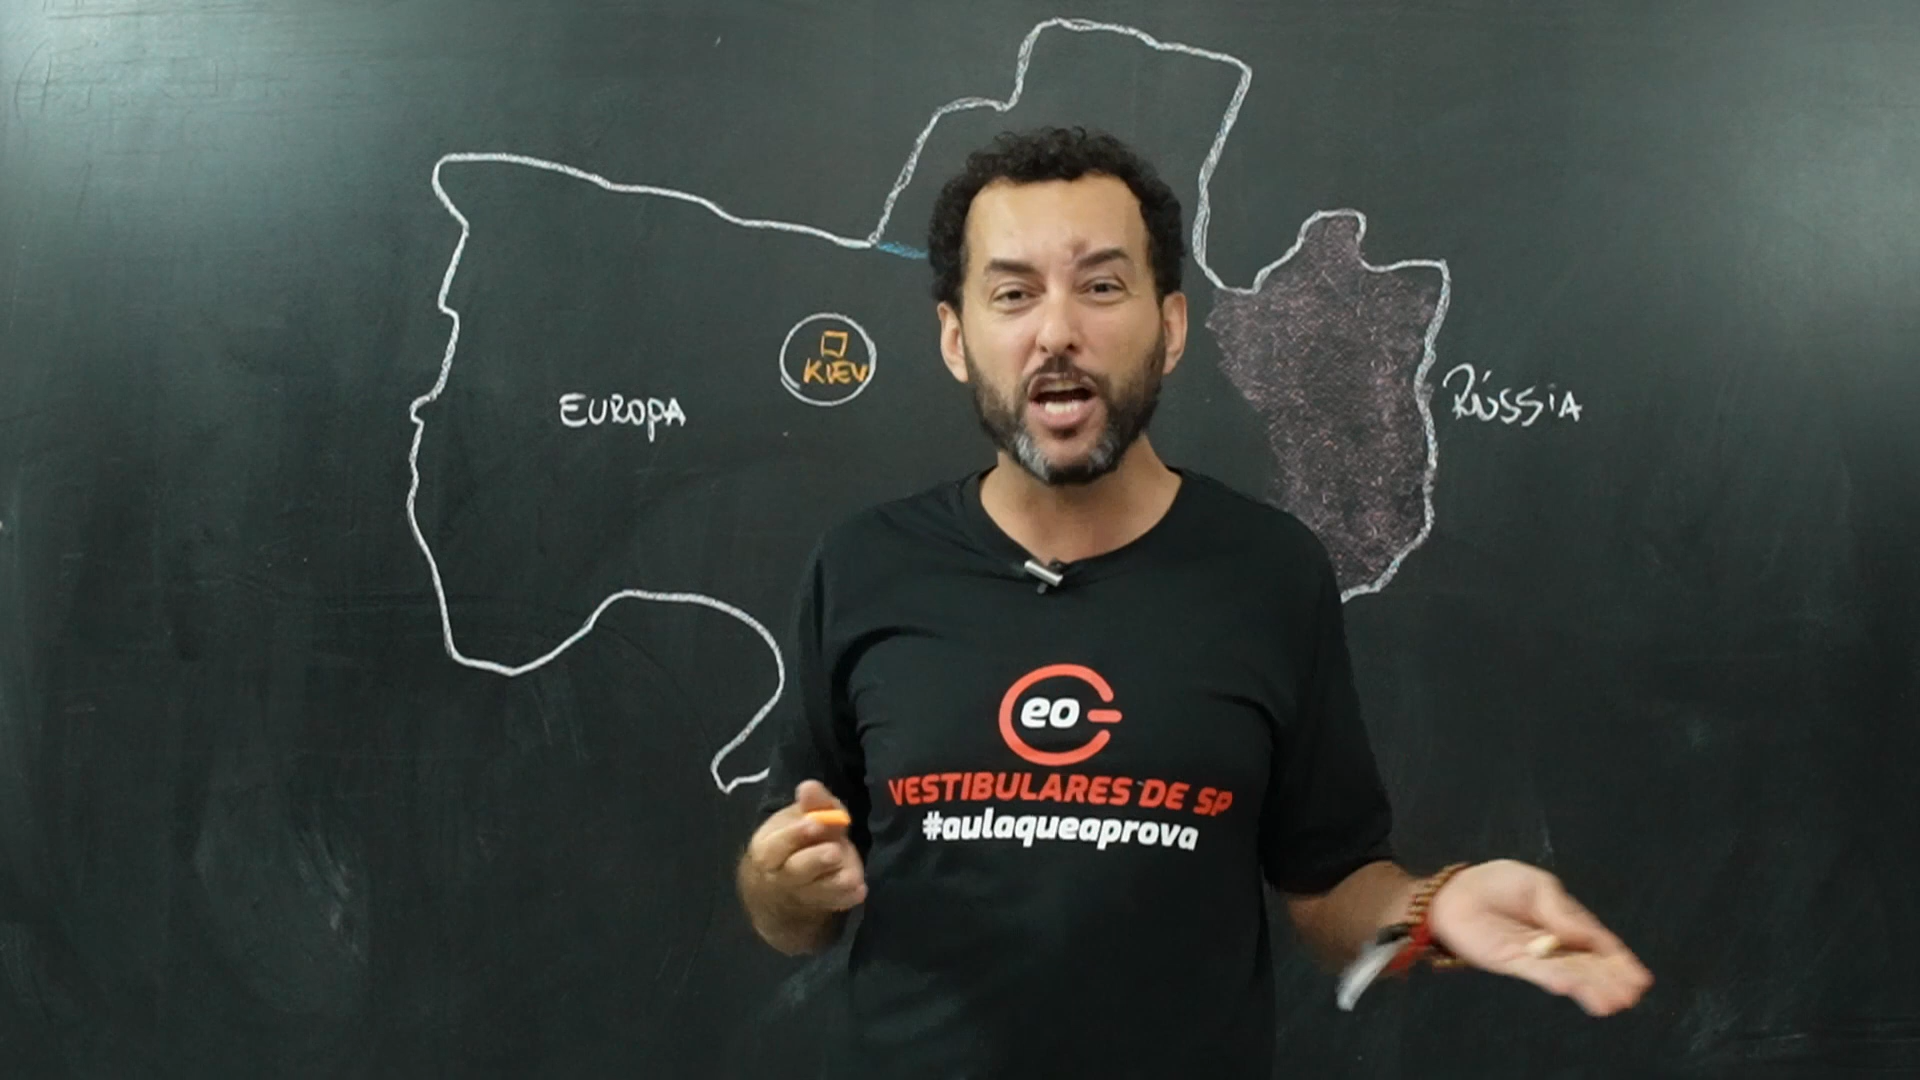 KIEV
EUROPA
RÚSSIA
eo
VESTIBULARES DE SP
#aulaqueaprova